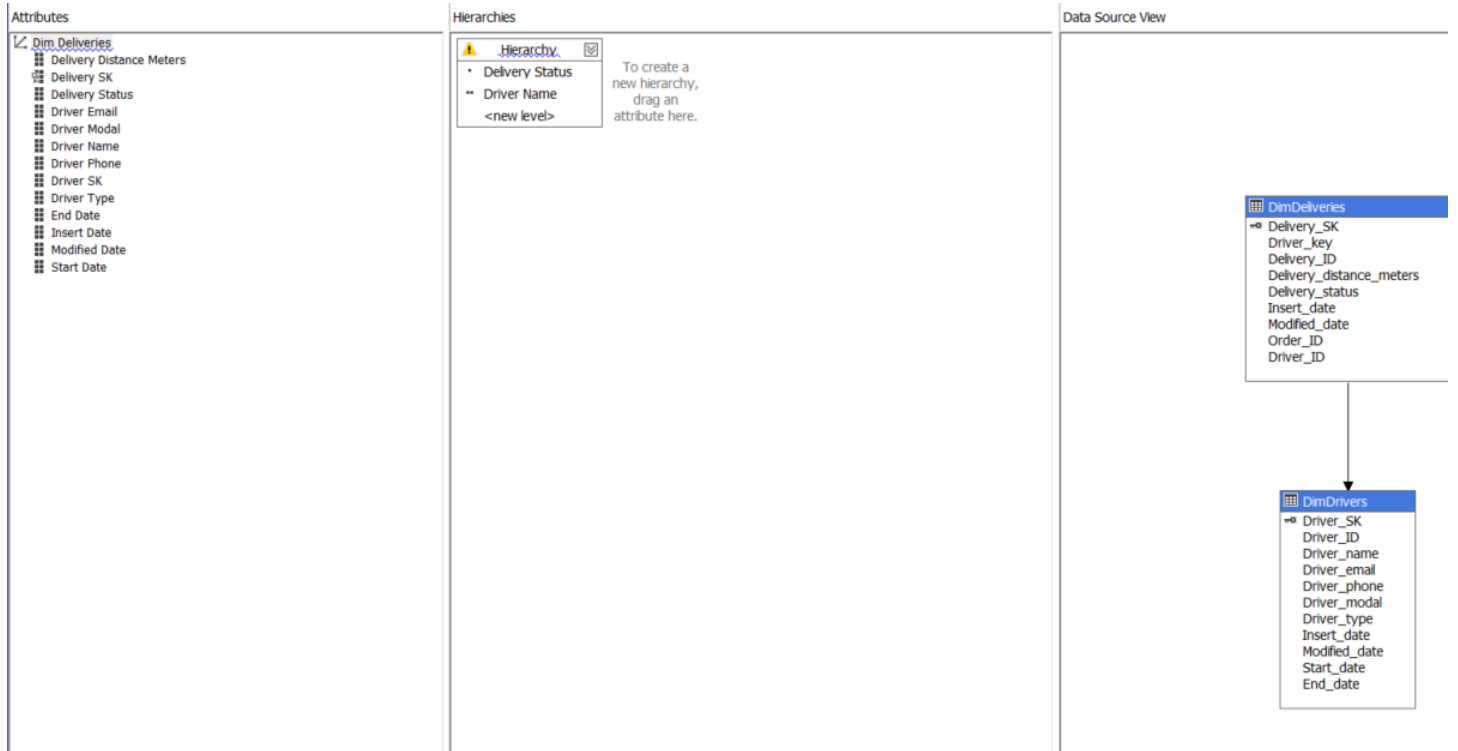 Attributes
Dim Deliveries
Delivery Distance Meters
Delivery SK
Delivery Status
Driver Email
Driver Modal
Driver Name
Driver Phone
Driver SK
Driver Type
End Date
Insert Date
Modified Date
Start Date
Hierarchies
Hierarchy
Delivery Status
Driver Name
<new level>
To create a
new hierarchy,
drag an
attribute here.
Data Source View
DimDeliveries
Delivery_SK
Driver_key
Delivery_ID
Delivery_distance_meters
Delivery_status
Insert_date
Modified_date
Order_ID
Driver_ID
DimDrivers
Driver_SK
Driver_ID
Driver_name
Driver_email
Driver_phone
Driver_modal
Driver_type
Insert_date
Modified_date
Start_date
End_date